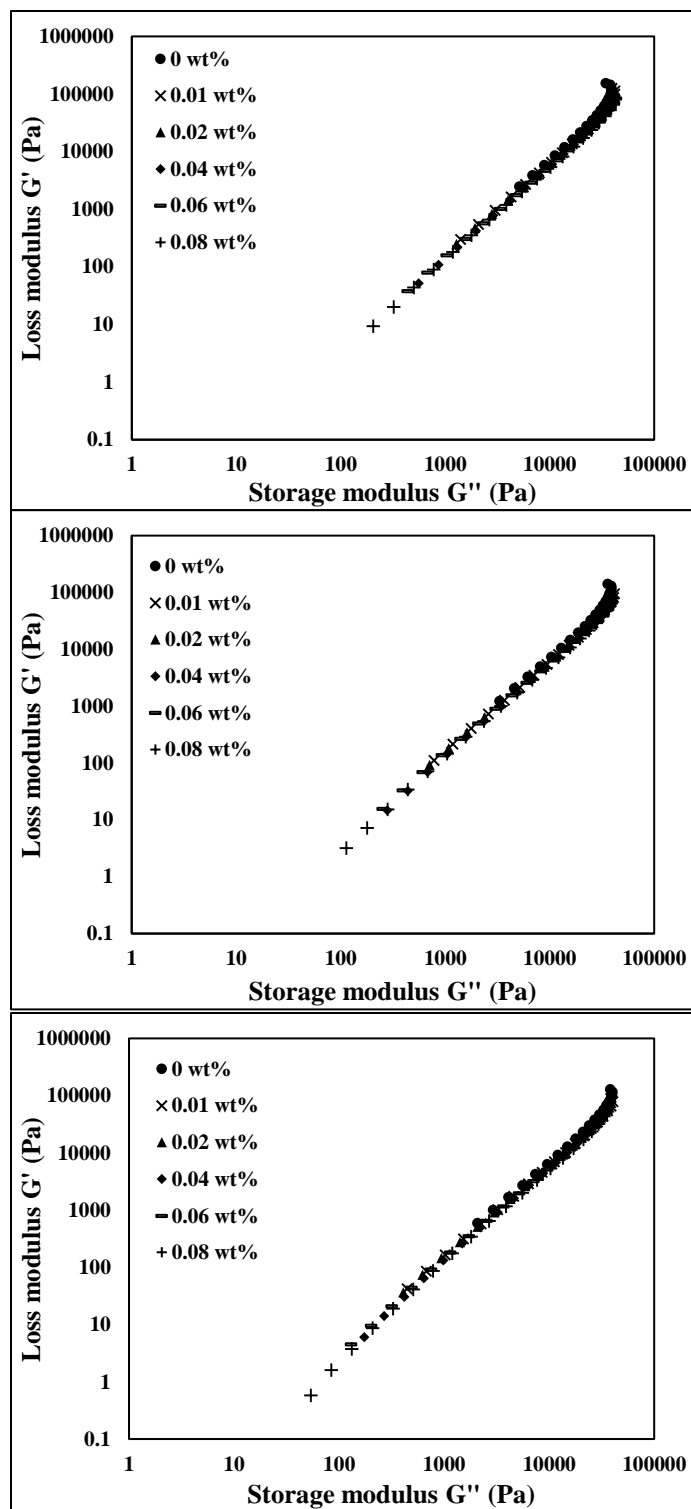 1000000
100000
10000
1000
100
10
1
0.1
Loss modulus G' (Pa)
0 wt%
0.01 wt%
0.02 wt%
0.04 wt%
0.06 wt%
0.08 wt%
1 10 100 1000 10000 100000
Storage modulus G'' (Pa)
1000000
100000
10000
1000
100
10
1
0.1
Loss modulus G' (Pa)
0 wt%
0.01 wt%
0.02 wt%
0.04 wt%
0.06 wt%
0.08 wt%
1 10 100 1000 10000 100000
Storage modulus G'' (Pa)
1000000
100000
10000
1000
100
10
1
0.1
Loss modulus G' (Pa)
0 wt%
0.01 wt%
0.02 wt%
0.04 wt%
0.06 wt%
0.08 wt%
1 10 100 1000 10000 100000
Storage modulus G'' (Pa)